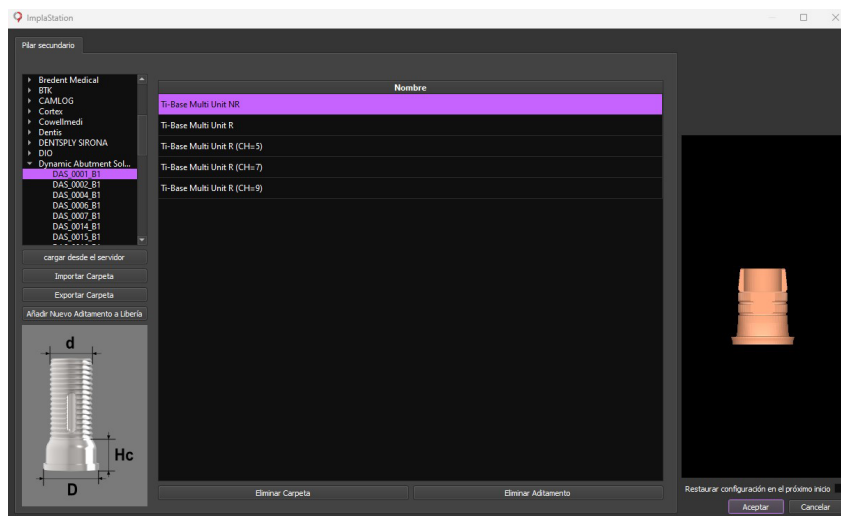 ImplaStation
Pilar secundario
Bredent Medical
BTK
CAMLOG
Cortex
Cowellmedi
Dentis
DENTSPLY SIRONA
DIO
Dynamic Abutment Sol...
DAS_0001_B1
DAS_0002_B1
DAS_0004_B1
DAS_0006_B1
DAS_0007_B1
DAS_0014_B1
DAS_0015_B1
cargar desde el servidor
Importar Carpeta
Exportar Carpeta
Añadir Nuevo Aditamento a Libería
d
Hc
D
Nombre
Ti-Base Multi Unit NR
Ti-Base Multi Unit R
Ti-Base Multi Unit R (CH=5)
Ti-Base Multi Unit R (CH=7)
Ti-Base Multi Unit R (CH=9)
Eliminar Carpeta
Eliminar Aditamento
Restaurar configuración en el próximo inicio
Aceptar
Cancelar